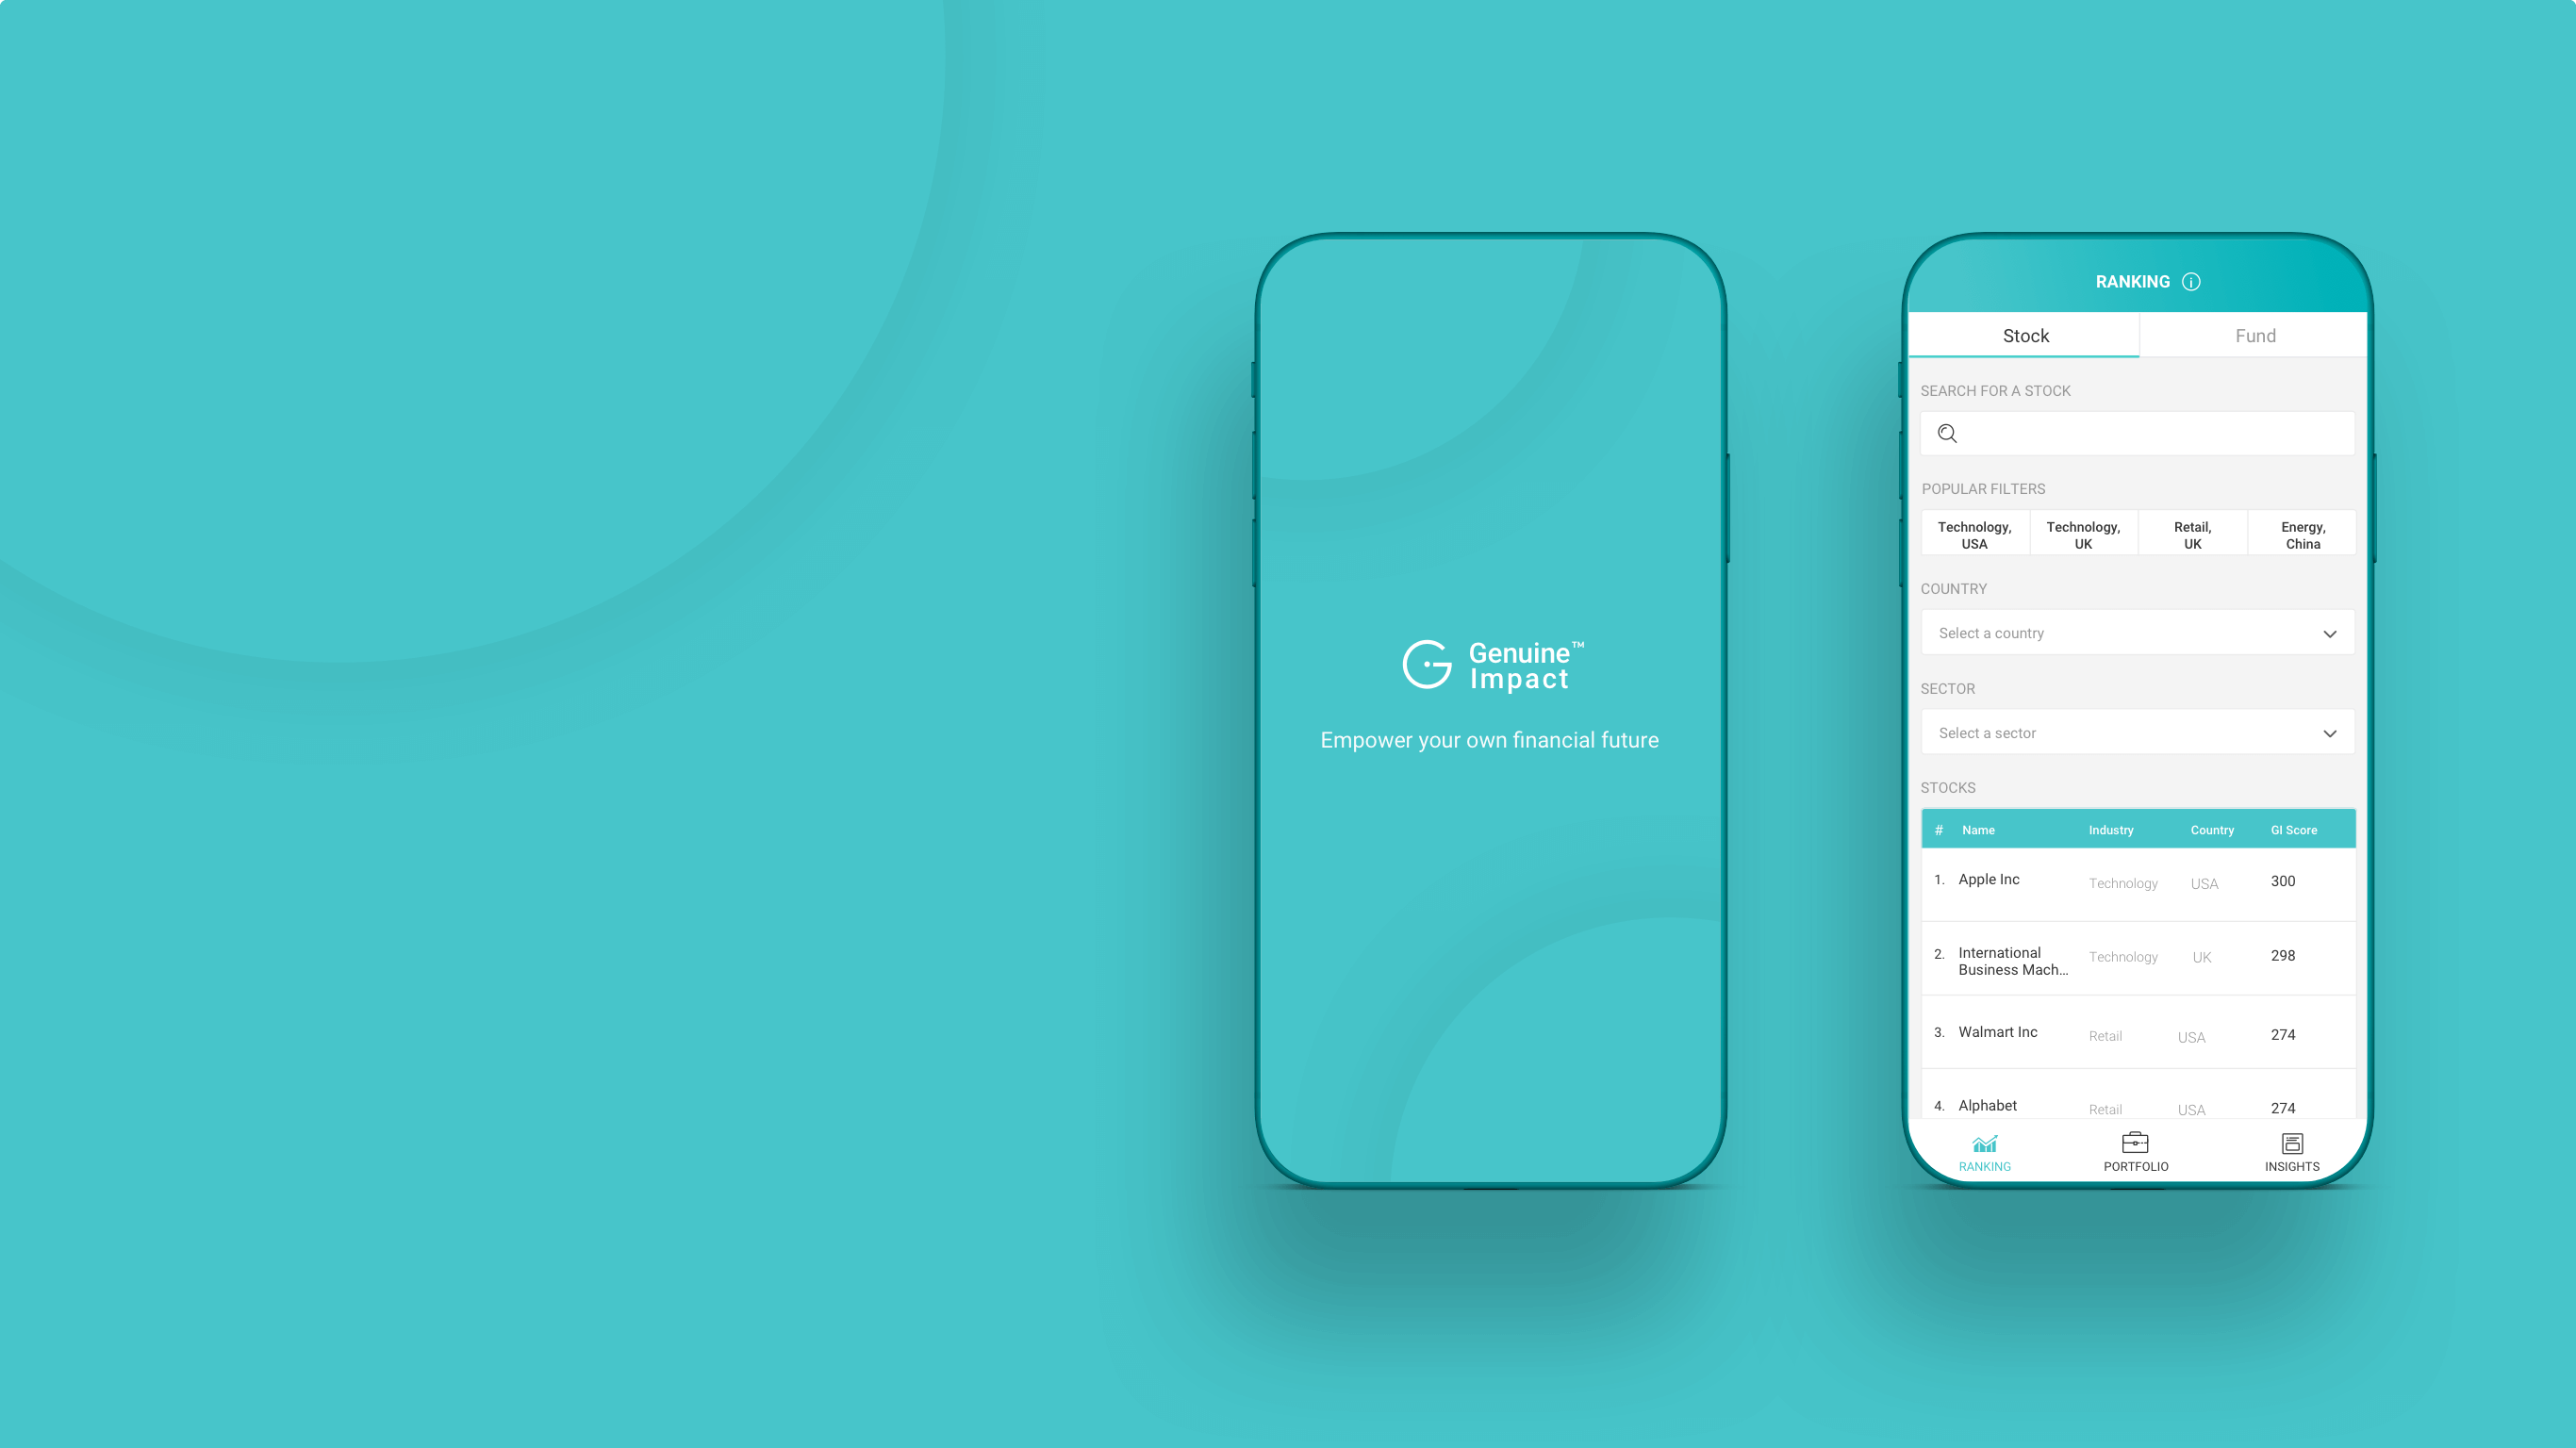 Genuine™
Impact
Empower your own financial future
RANKING
Stock Fund
SEARCH FOR A STOCK
POPULAR FILTERS
Technology, Technology, Retail, Energy,
USA UK UK China
COUNTRY
Select a country
SECTOR
Select a sector
STOCKS
# Name Industry Country GI Score
1. Apple Inc Technology USA 300
2. International Technology UK 298
Business Mach...
3. Walmart Inc Retail USA 274
4. Alphabet Retail USA 274
RANKING PORTFOLIO INSIGHTS